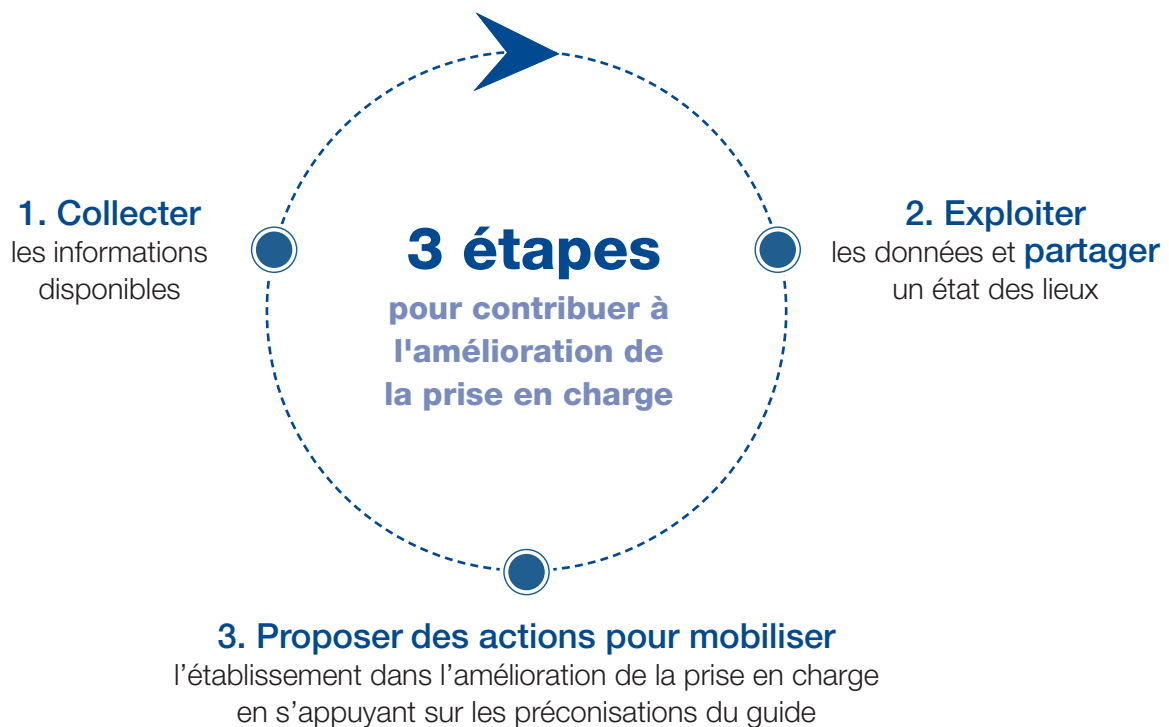 3 étapes
pour contribuer à
l'amélioration de
la prise en charge
1. Collecter
les informations
disponibles
2. Exploiter
les données et partager
un état des lieux
3. Proposer des actions pour mobiliser
l’établissement dans l’amélioration de la prise en charge
en s’appuyant sur les préconisations du guide